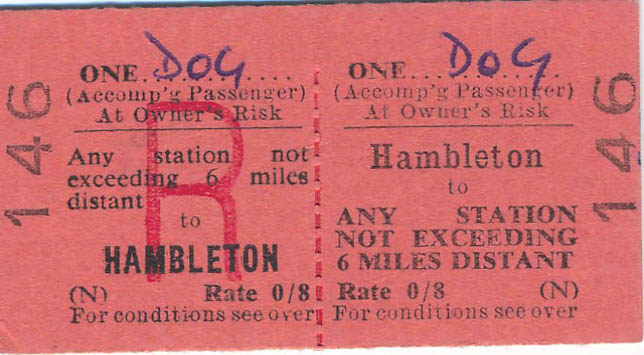 146
ONE....DOG....
(Accomp'g Passenger)
At Owner's Risk
Any station not
exceeding 6 miles
distant
to
HAMBLETON
(N) Rate 0/8
For conditions see over
R
ONE....DOG....
(Accomp'g Passenger)
At Owner's Risk
Hambleton
to
ANY STATION
NOT EXCEEDING
6 MILES DISTANT
Rate 0/8 (N)
For conditions see over
146